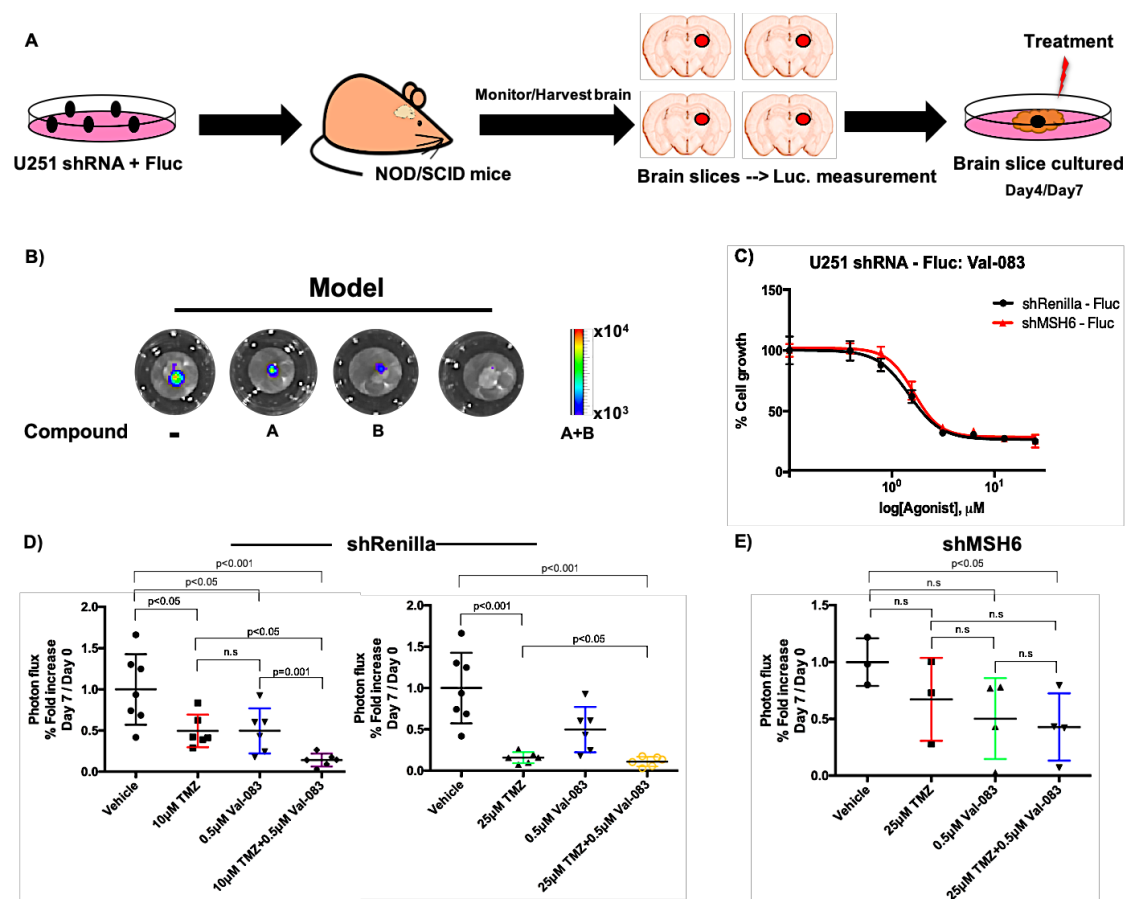 A
U251 shRNA + Fluc
NOD/SCID mice
Monitor/Harvest brain
Brain slices --> Luc. measurement
Treatment
Brain slice cultured
Day4/Day7
B)
Model
x10⁴
x10³
Compound
-
A
B
A+B
C)
U251 shRNA - Fluc: Val-083
% Cell growth
150
100
50
0
10⁰
10¹
log[Agonist], μM
shRenilla - Fluc
shMSH6 - Fluc
D)
shRenilla
p<0.001
p<0.05
p<0.05
p<0.05
n.s
p=0.001
Photon flux
% Fold increase
Day 7 / Day 0
2.0
1.5
1.0
0.5
0.0
Vehicle
10μM TMZ
0.5μM Val-083
10μM TMZ+0.5μM Val-083
p<0.001
p<0.001
p<0.05
Photon flux
% Fold increase
Day 7 / Day 0
2.0
1.5
1.0
0.5
0.0
Vehicle
25μM TMZ
0.5μM Val-083
25μM TMZ+0.5μM Val-083
E)
shMSH6
p<0.05
n.s
n.s
n.s
n.s
n.s
Photon flux
% Fold increase
Day 7 / Day 0
1.5
1.0
0.5
0.0
Vehicle
25μM TMZ
0.5μM Val-083
25μM TMZ+0.5μM Val-083